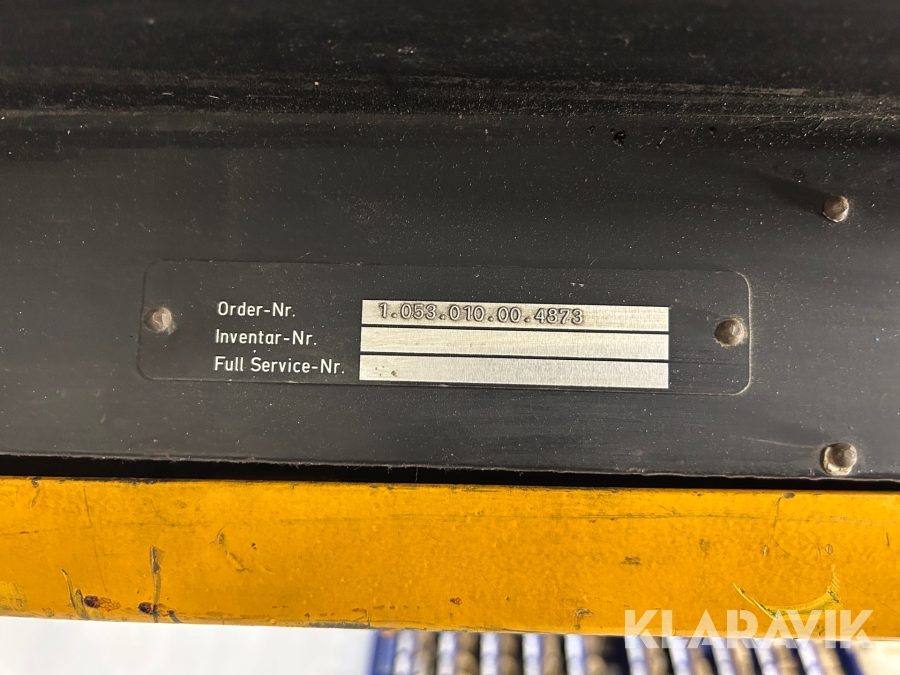 Order-Nr. 1.053.010.00.4873
Inventar-Nr.
Full Service-Nr.
KLARAVIK